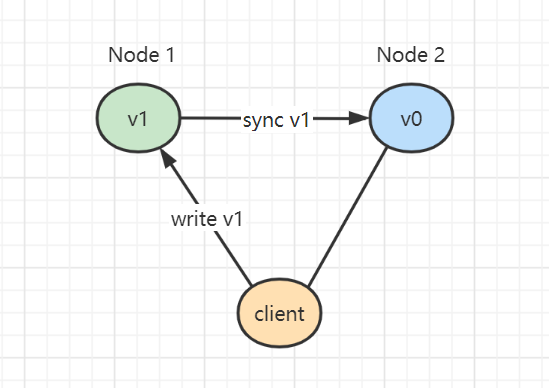 Node 1
Node 2
v1
sync v1
v0
write v1
client